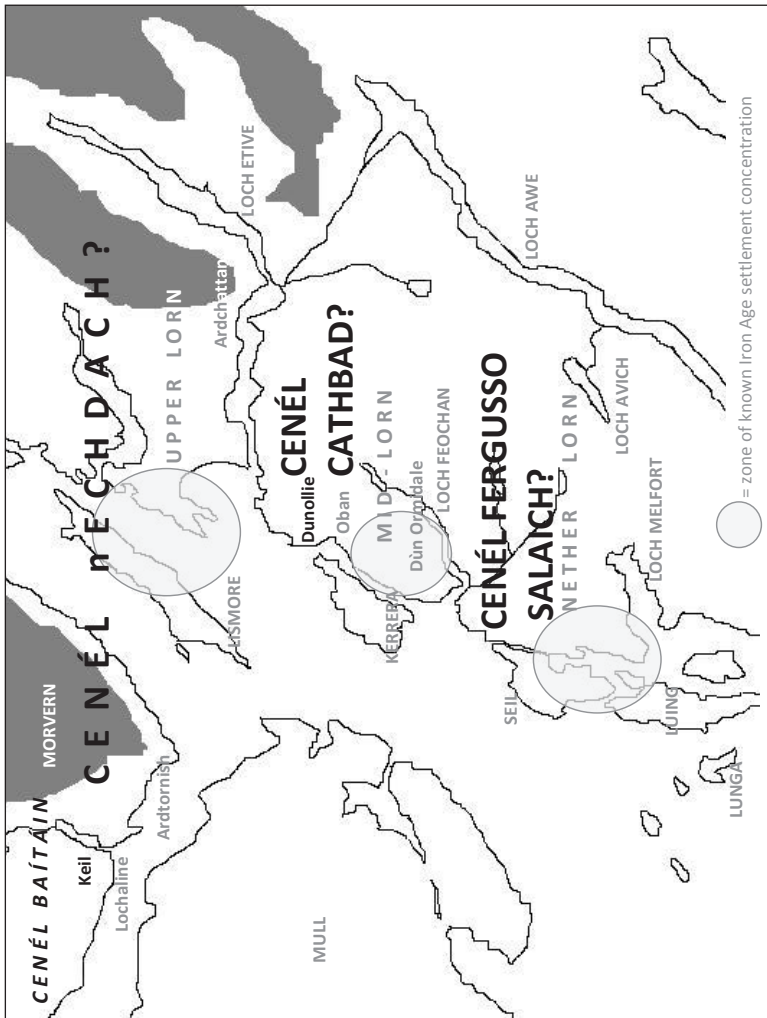 CENÉL BAÍTAIN
MORVERN
Keil
CENÉL nECHDACH?
Lochaline
Ardtornish
UPPER LORN
Ardchattan
LOCH ETIVE
LISMORE
MULL
CENÉL
CATHBAD?
Dunollie
Oban
MID-LORN
KERRERA
Dùn Ormidale
LOCH FEOCHAN
CENÉL FERGUSSO
SALAICH?
SEIL
NETHER LORN
LOCH AWE
LOCH AVICH
LOCH MELFORT
LUING
LUNGA
= zone of known Iron Age settlement concentration